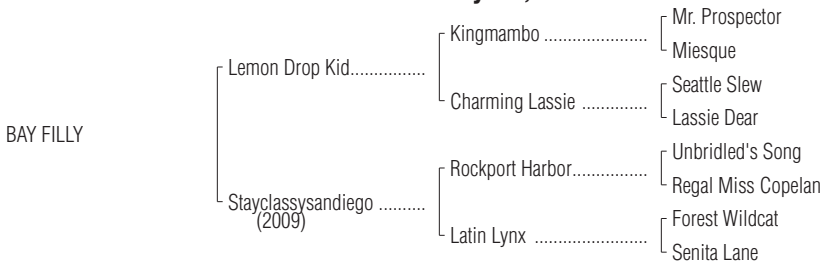 Mr. Prospector
Kingmambo ......................
Miesque
Lemon Drop Kid................
Seattle Slew
Charming Lassie ..............
Lassie Dear
BAY FILLY
Unbridled's Song
Rockport Harbor................
Regal Miss Copelan
Stayclassysandiego ..........
(2009)
Forest Wildcat
Latin Lynx ........................
Senita Lane